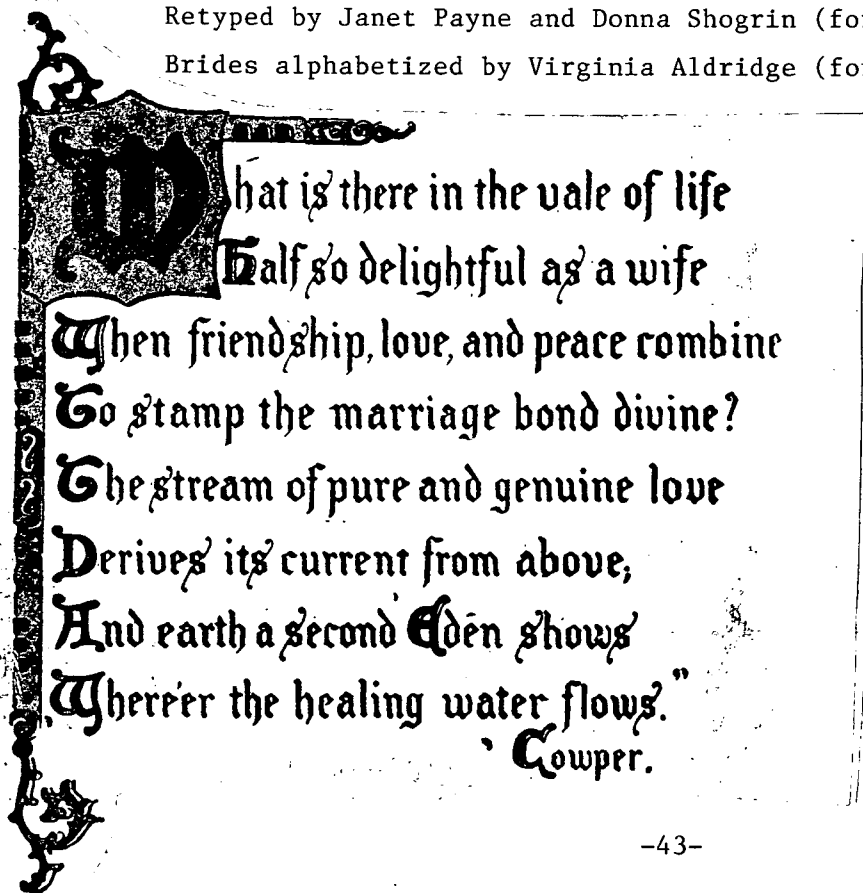 Retyped by Janet Payne and Donna Shogrin (for
Brides alphabetized by Virginia Aldridge (for
What is there in the vale of life
Half so delightful as a wife
When friendship, love, and peace combine
To stamp the marriage bond divine?
The stream of pure and genuine love
Derives its current from above;
And earth a second Eden shows
Where'er the healing water flows."
Cowper.
-43-